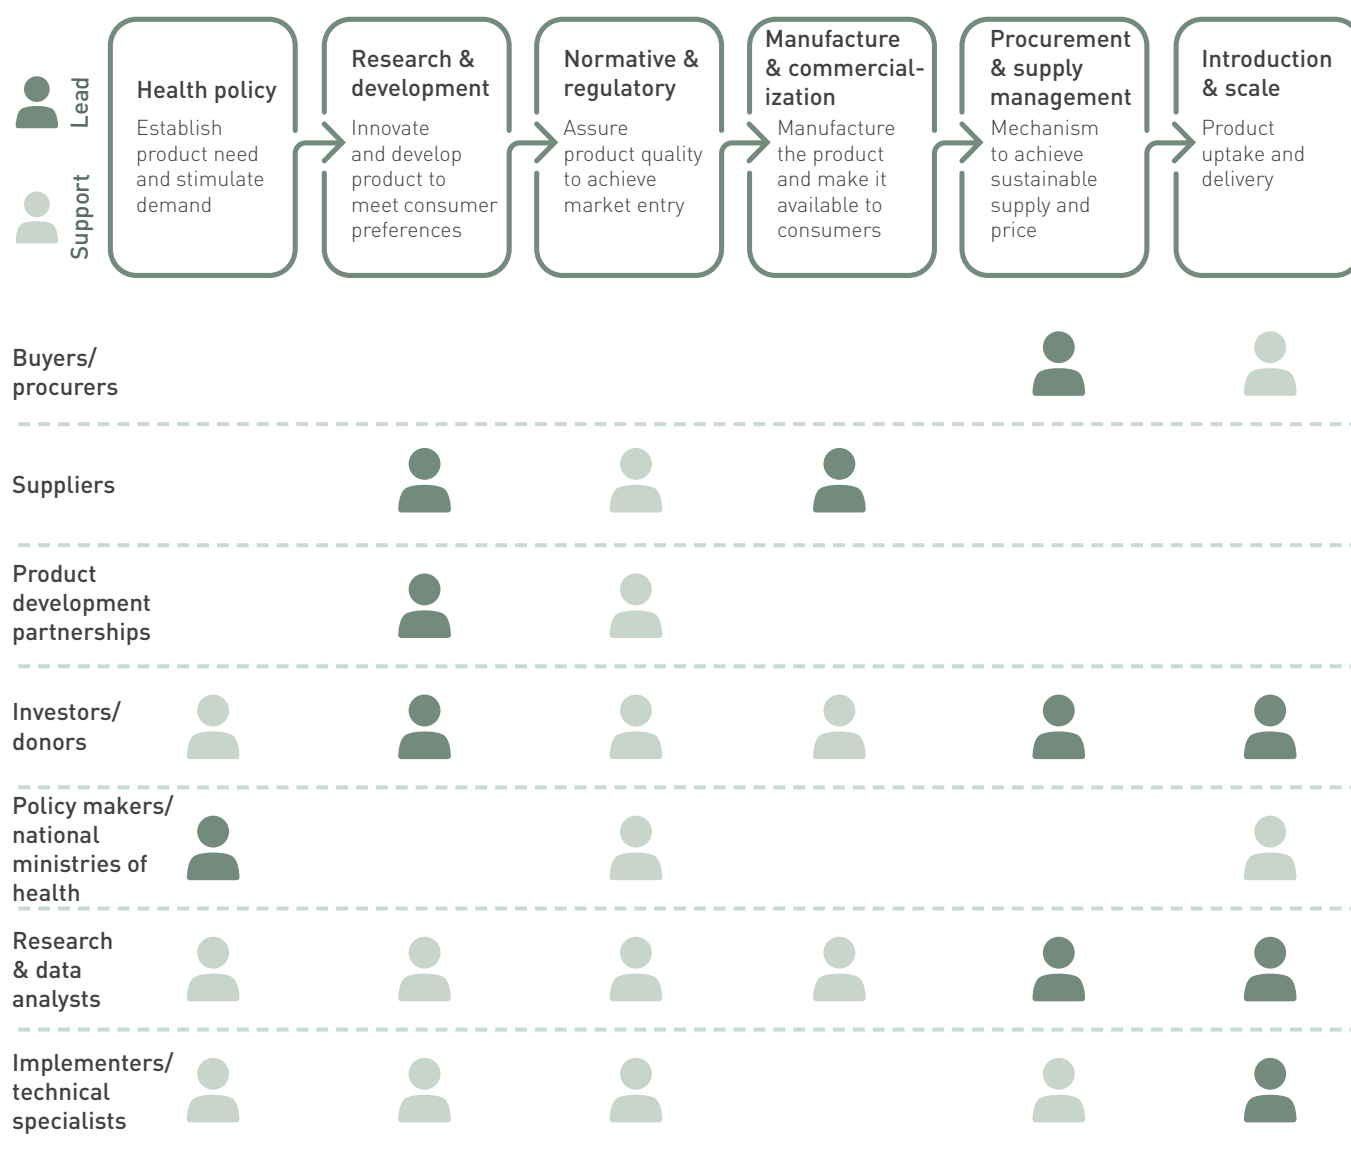 Lead
Support
Health policy
Establish
product need
and stimulate
demand
Research &
development
Innovate
and develop
product to
meet consumer
preferences
Normative &
regulatory
Assure
product quality
to achieve
market entry
Manufacture
& commercial-
ization
Manufacture
the product
and make it
available to
consumers
Procurement
& supply
management
Mechanism
to achieve
sustainable
supply and
price
Introduction
& scale
Product
uptake and
delivery
Buyers/
procurers
Suppliers
Product
development
partnerships
Investors/
donors
Policy makers/
national
ministries of
health
Research
& data
analysts
Implementers/
technical
specialists